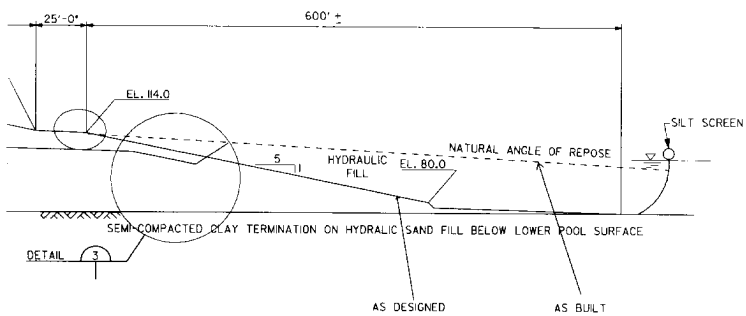 25'-0"
600' ±
EL. 114.0
SILT SCREEN
NATURAL ANGLE OF REPOSE
5
1
HYDRAULIC
FILL
EL. 80.0
SEMI-COMPACTED CLAY TERMINATION ON HYDRALIC SAND FILL BELOW LOWER POOL SURFACE
DETAIL 3
AS DESIGNED
AS BUILT